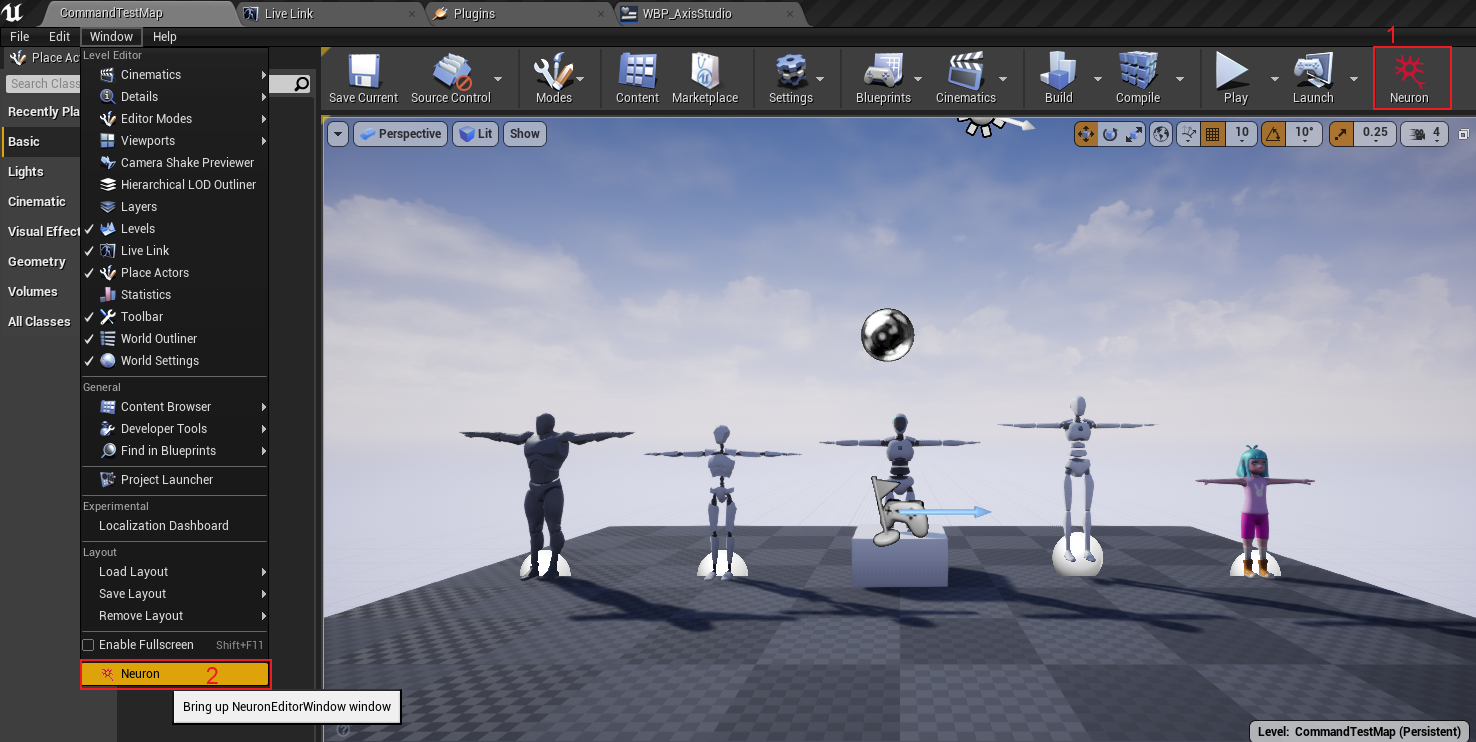 CommandTestMap
Live Link
Plugins
WBP_AxisStudio
File Edit Window Help
Place Ac
Search Clas
Recently Pla
Basic
Lights
Cinematic
Visual Effect
Geometry
Volumes
All Classes
Level Editor
Cinematics
Details
Editor Modes
Viewports
Camera Shake Previewer
Hierarchical LOD Outliner
Layers
Levels
Live Link
Place Actors
Statistics
Toolbar
World Outliner
World Settings
General
Content Browser
Developer Tools
Find in Blueprints
Project Launcher
Experimental
Localization Dashboard
Layout
Load Layout
Save Layout
Remove Layout
Enable Fullscreen Shift+F11
Neuron 2
Bring up NeuronEditorWindow window
1
Save Current
Source Control
Modes
Content
Marketplace
Settings
Blueprints
Cinematics
Build
Compile
Play
Launch
Neuron
Perspective
Lit
Show
10
10°
0.25
4
Level: CommandTestMap (Persistent)